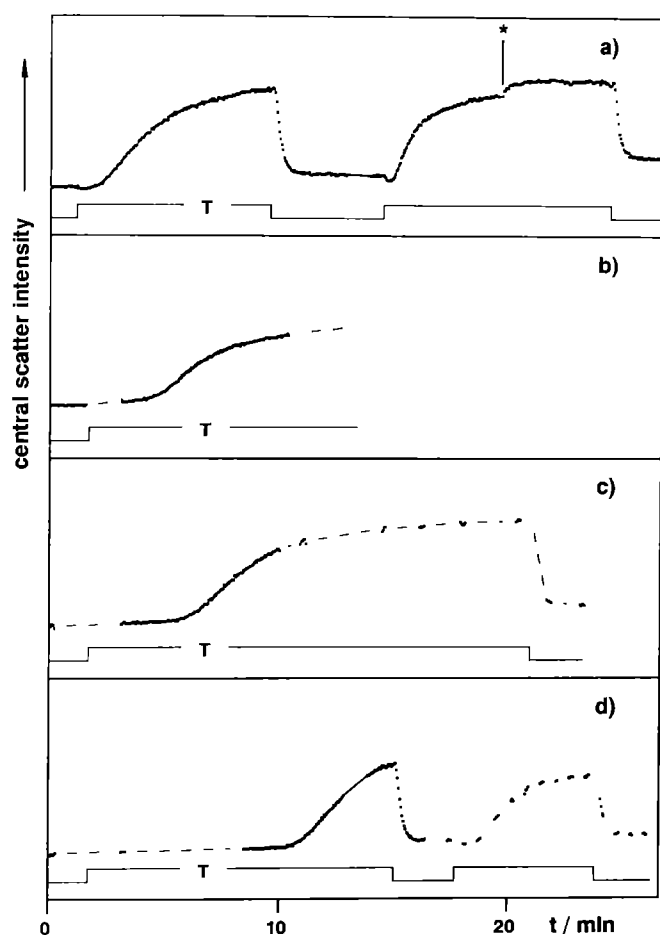 *
a)
T
b)
T
c)
T
d)
T
central scatter intensity
0
10
20
t / min